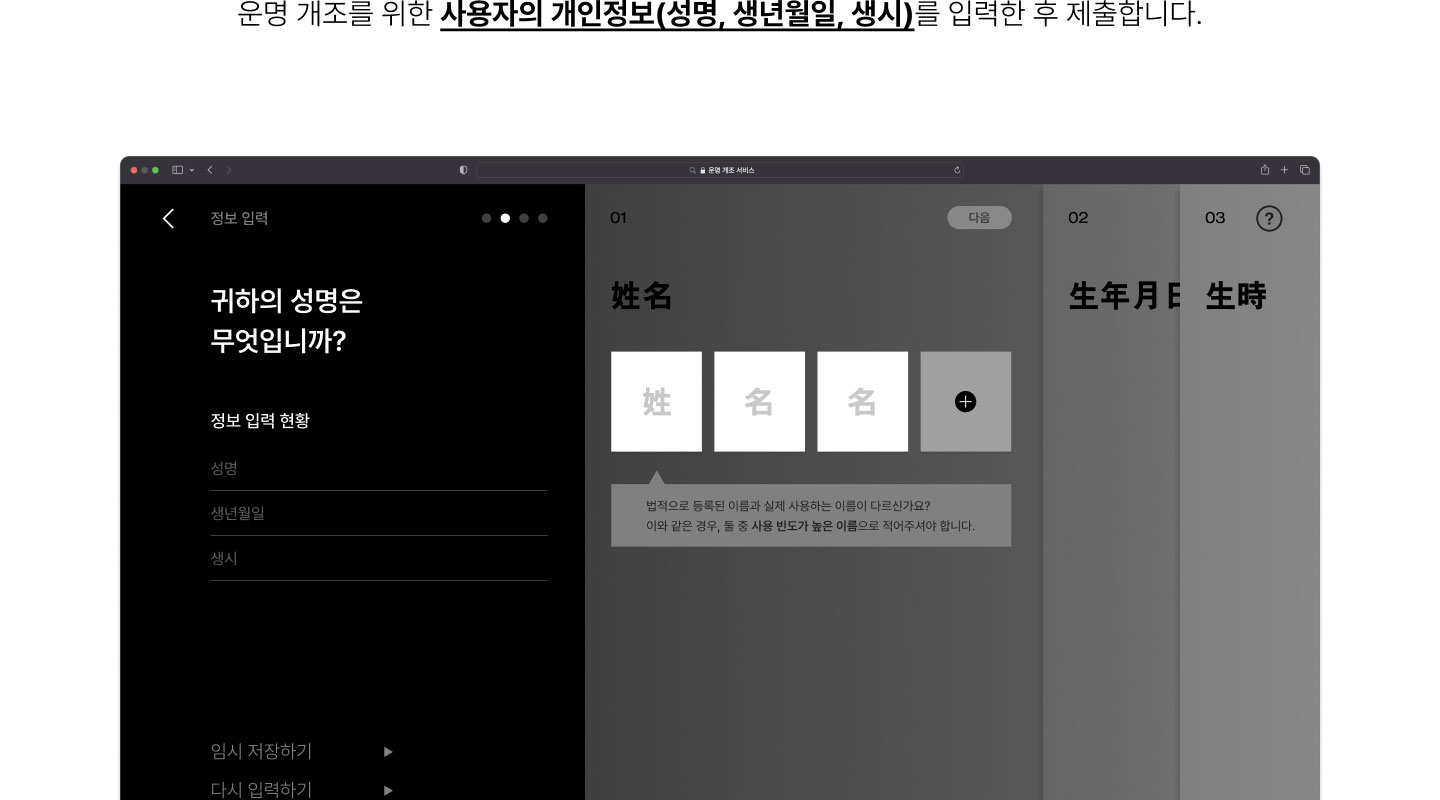 운명 개조를 위한 사용자의 개인정보(성명, 생년월일, 생시)를 입력한 후 제출합니다.
운명 개조 서비스
정보 입력
귀하의 성명은
무엇입니까?
정보 입력 현황
성명
생년월일
생시
임시 저장하기
다시 입력하기
01
다음
姓名
姓
名
名
법적으로 등록된 이름과 실제 사용하는 이름이 다르신가요?
이와 같은 경우, 둘 중 사용 빈도가 높은 이름으로 적어주셔야 합니다.
02
生年月日
03
?
生時